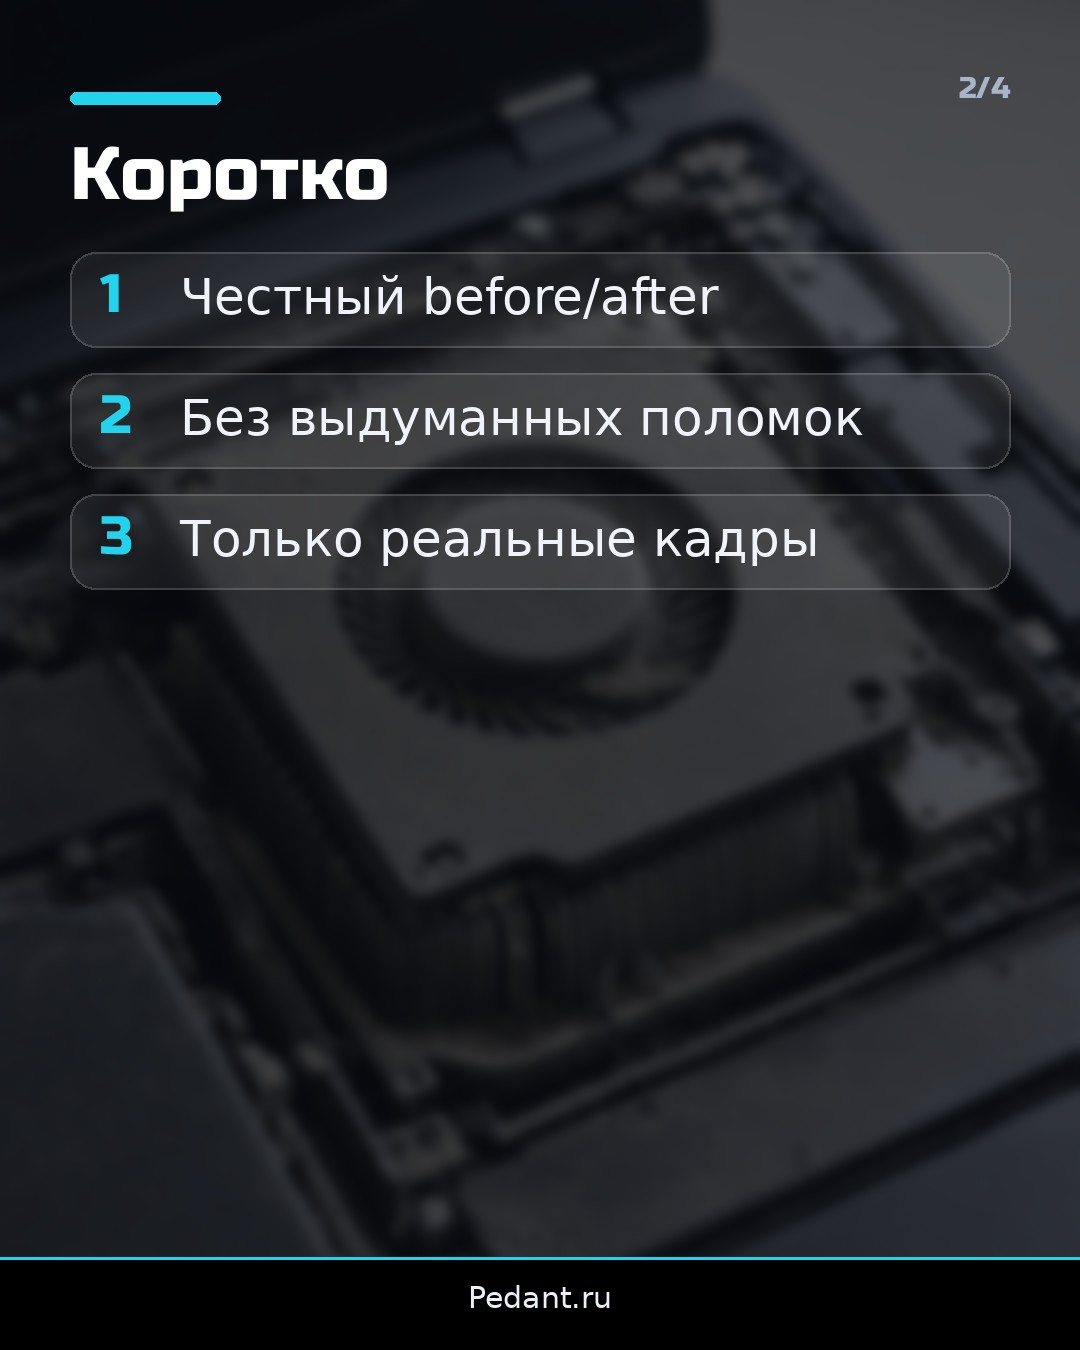 2/4
Коротко
1 Честный before/after
2 Без выдуманных поломок
3 Только реальные кадры
Pedant.ru